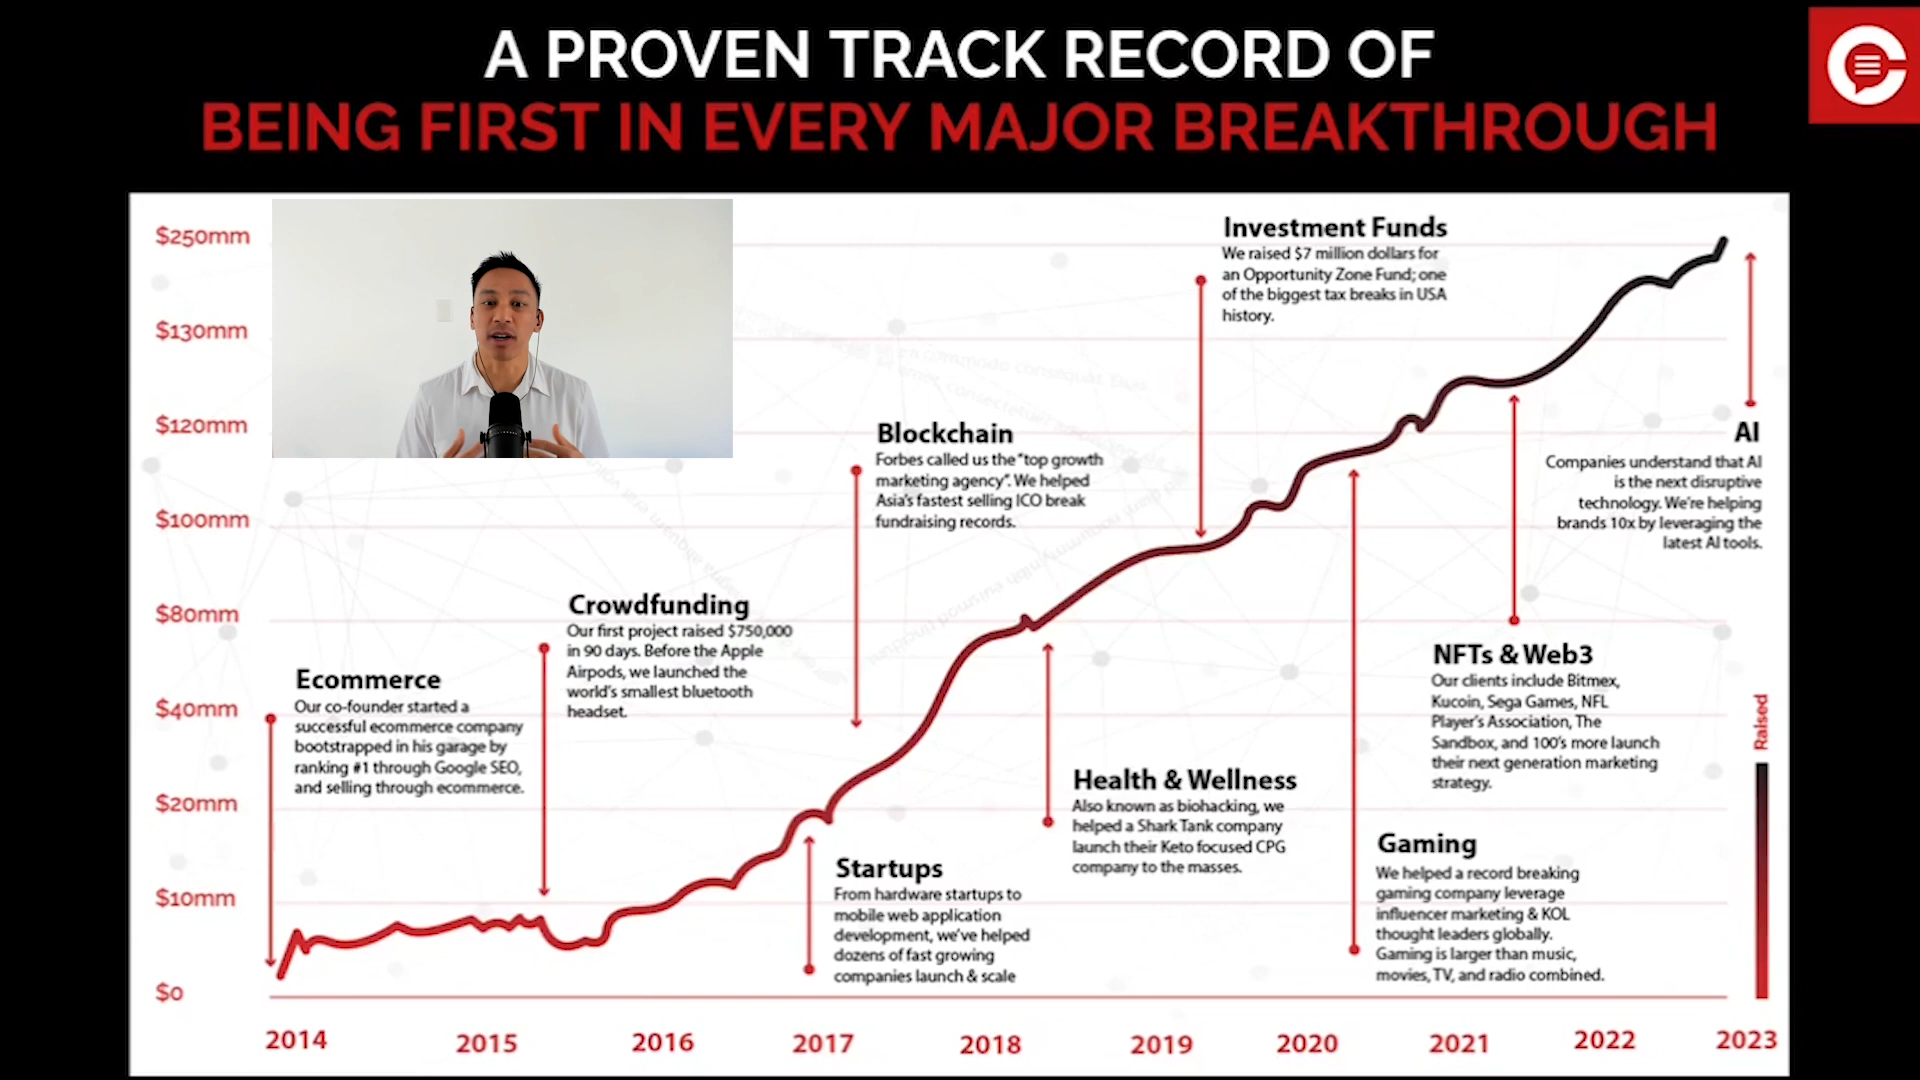 A PROVEN TRACK RECORD OF
BEING FIRST IN EVERY MAJOR BREAKTHROUGH
$250mm
$130mm
$120mm
$100mm
$80mm
$40mm
$20mm
$10mm
$0
Ecommerce
Our co-founder started a
successful ecommerce company
bootstrapped in his garage by
ranking #1 through Google SEO,
and selling through ecommerce.
Crowdfunding
Our first project raised $750,000
in 90 days. Before the Apple
Airpods, we launched the
world's smallest bluetooth
headset.
Startups
From hardware startups to
mobile web application
development, we've helped
dozens of fast growing
companies launch & scale
Blockchain
Forbes called us the "top growth
marketing agency". We helped
Asia's fastest selling ICO break
fundraising records.
Health & Wellness
Also known as biohacking, we
helped a Shark Tank company
launch their Keto focused CPG
company to the masses.
Investment Funds
We raised $7 million dollars for
an Opportunity Zone Fund; one
of the biggest tax breaks in USA
history.
Gaming
We helped a record breaking
gaming company leverage
influencer marketing & KOL
thought leaders globally.
Gaming is larger than music,
movies, TV, and radio combined.
NFTs & Web3
Our clients include Bitmex,
Kucoin, Sega Games, NFL
Player's Association, The
Sandbox, and 100's more launch
their next generation marketing
strategy.
AI
Companies understand that AI
is the next disruptive
technology. We're helping
brands 10x by leveraging the
latest AI tools.
Raised
2014
2015
2016
2017
2018
2019
2020
2021
2022
2023